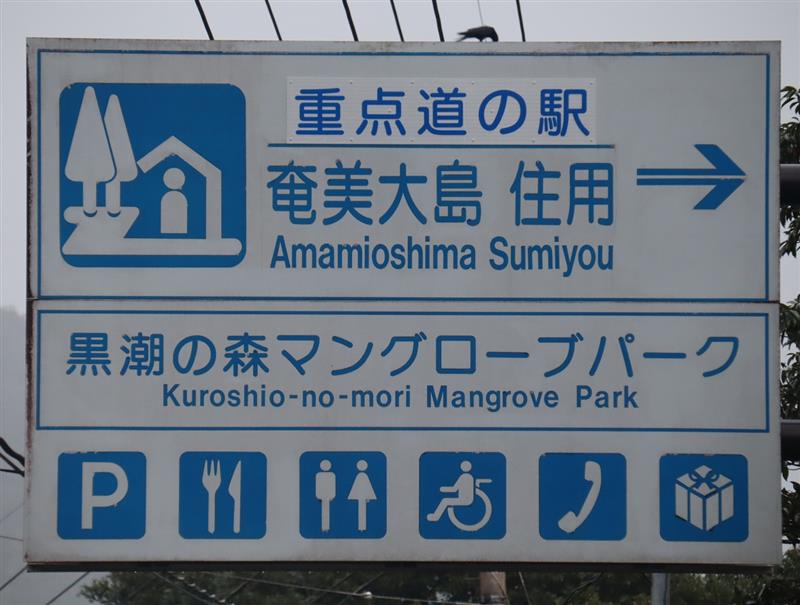 重点道の駅
奄美大島 住用
Amamioshima Sumiyou
黒潮の森マングローブパーク
Kuroshio-no-mori Mangrove Park
P